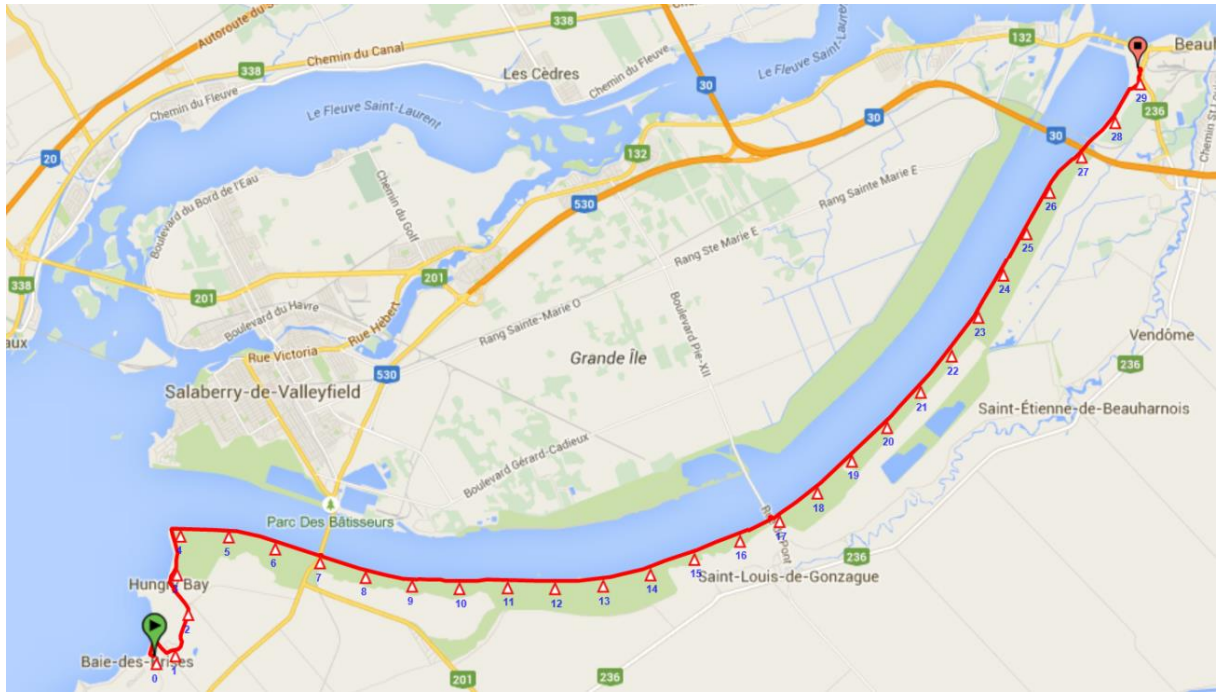 Autoroute du S
338
Chemin du Canal
338
Chemin du Fleuve
Les Cèdres
Chemin du Fleuve
Le Fleuve Saint-Laurent
30
Le Fleuve Saint-Laurent
132
Beauh
29
236
Chemin St Loui
20
30
30
28
27
132
530
Boulevard du Bord de l'Eau
Chemin du Golf
Rang Sainte Marie E
26
Rang Ste Marie E
25
338
201
201
24
Boulevard du Havre
Rue Hébert
Rang Sainte-Marie O
Boulevard Pie-XII
23
Vendôme
aux
Rue Victoria
Grande Île
22
236
530
Salaberry-de-Valleyfield
21
Saint-Étienne-de-Beauharnois
20
Boulevard Gérard-Cadieux
19
18
Parc Des Bâtisseurs
17
Pont
4
5
6
16
236
7
15
Saint-Louis-de-Gonzague
Hungry Bay
3
8
9
10
11
12
13
14
2
Baie-des-Brises
0
1
201
236